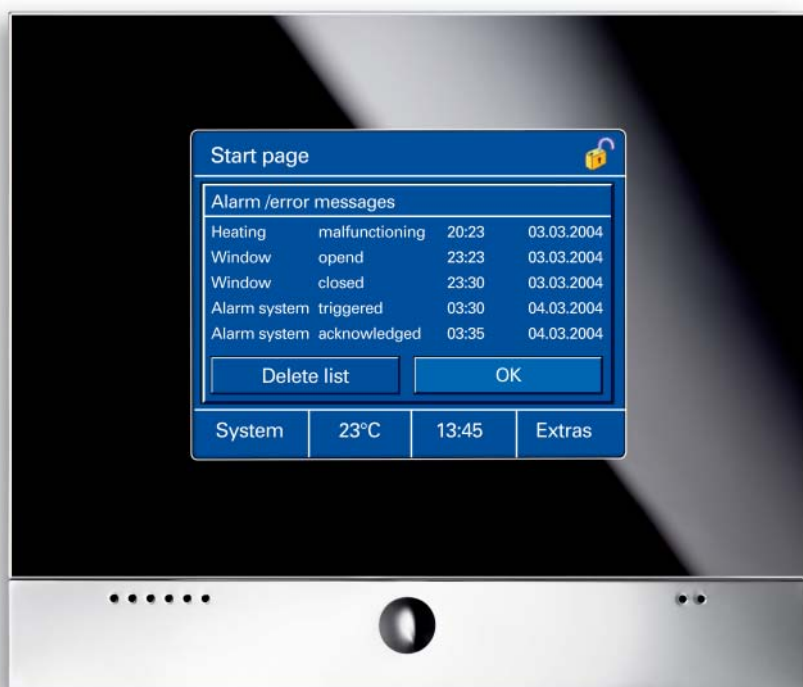 Start page
Alarm /error messages
Heating malfunctioning 20:23 03.03.2004
Window opend 23:23 03.03.2004
Window closed 23:30 03.03.2004
Alarm system triggered 03:30 04.03.2004
Alarm system acknowledged 03:35 04.03.2004
Delete list OK
System 23°C 13:45 Extras